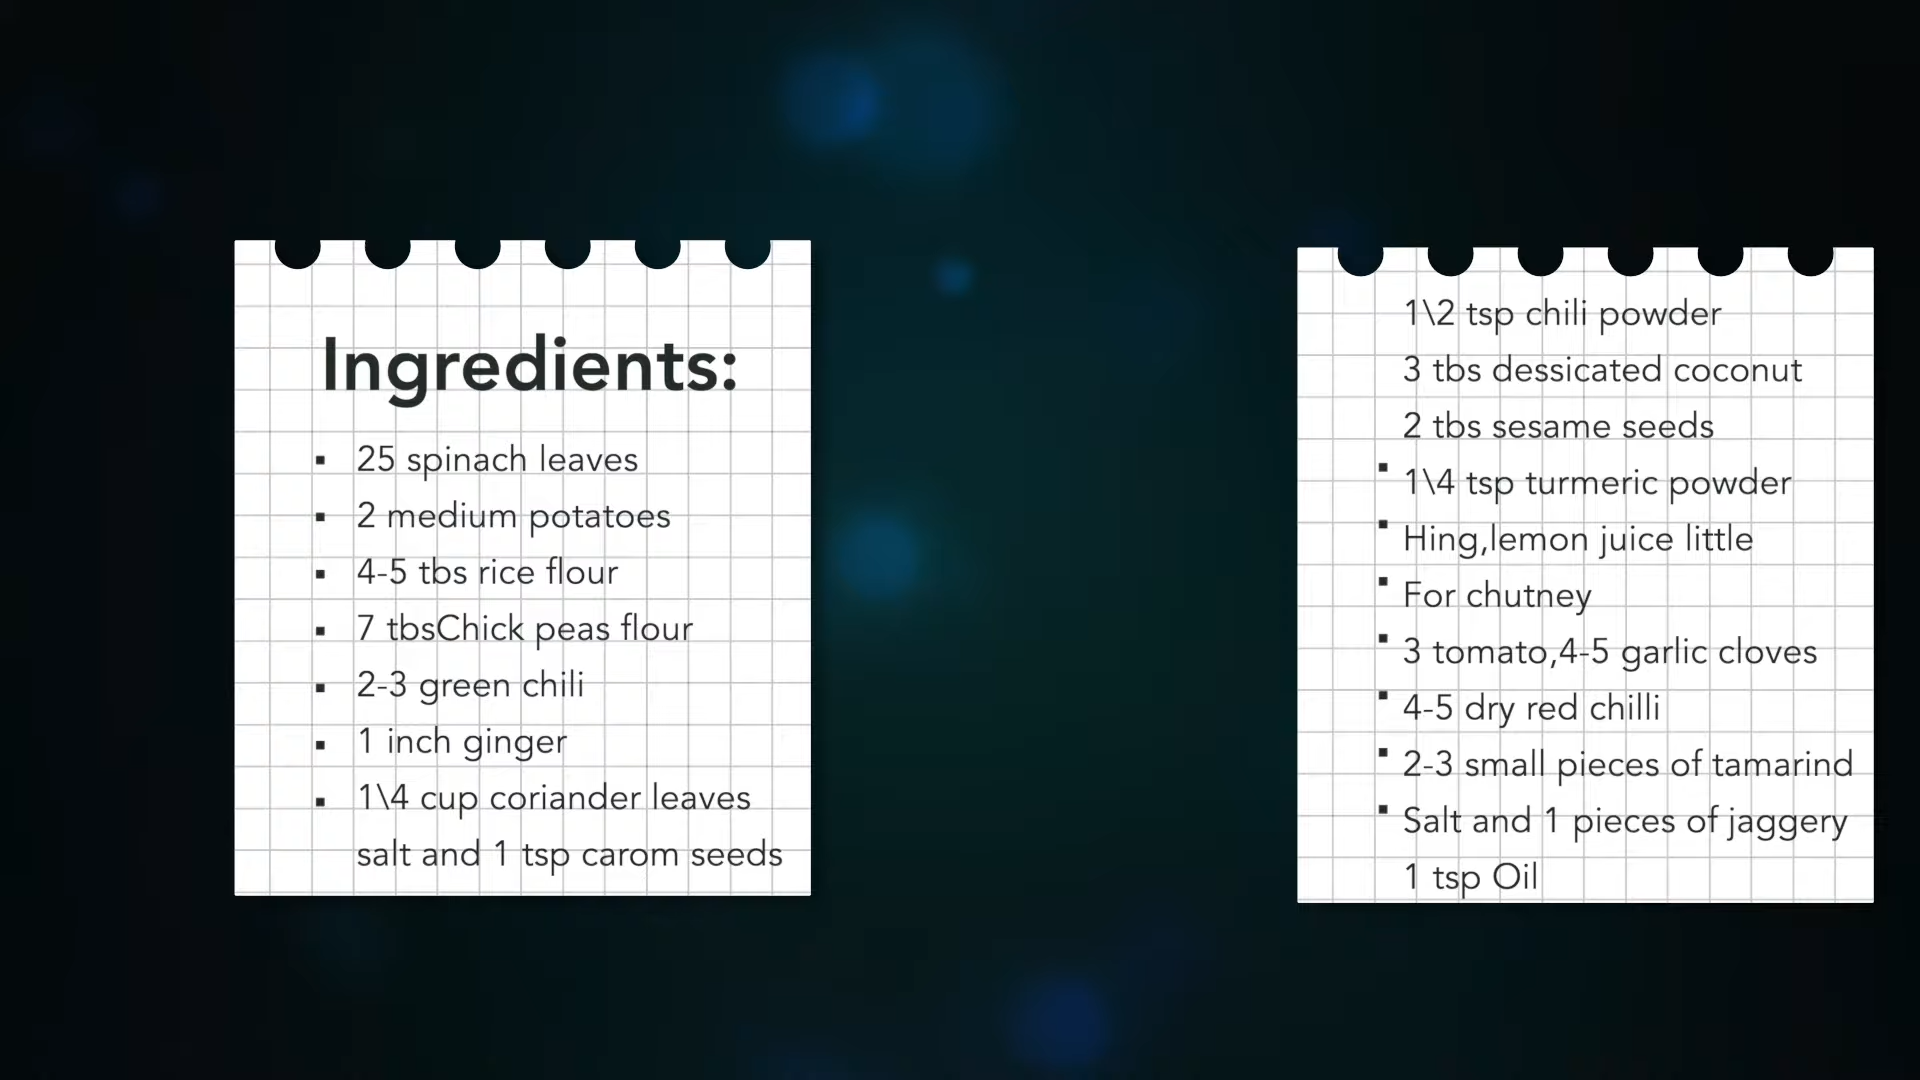 Ingredients:
▪ 25 spinach leaves
▪ 2 medium potatoes
▪ 4-5 tbs rice flour
▪ 7 tbsChick peas flour
▪ 2-3 green chili
▪ 1 inch ginger
▪ 1\4 cup coriander leaves
salt and 1 tsp carom seeds
1\2 tsp chili powder
3 tbs dessicated coconut
2 tbs sesame seeds
▪ 1\4 tsp turmeric powder
▪ Hing,lemon juice little
▪ For chutney
▪ 3 tomato,4-5 garlic cloves
▪ 4-5 dry red chilli
▪ 2-3 small pieces of tamarind
▪ Salt and 1 pieces of jaggery
1 tsp Oil